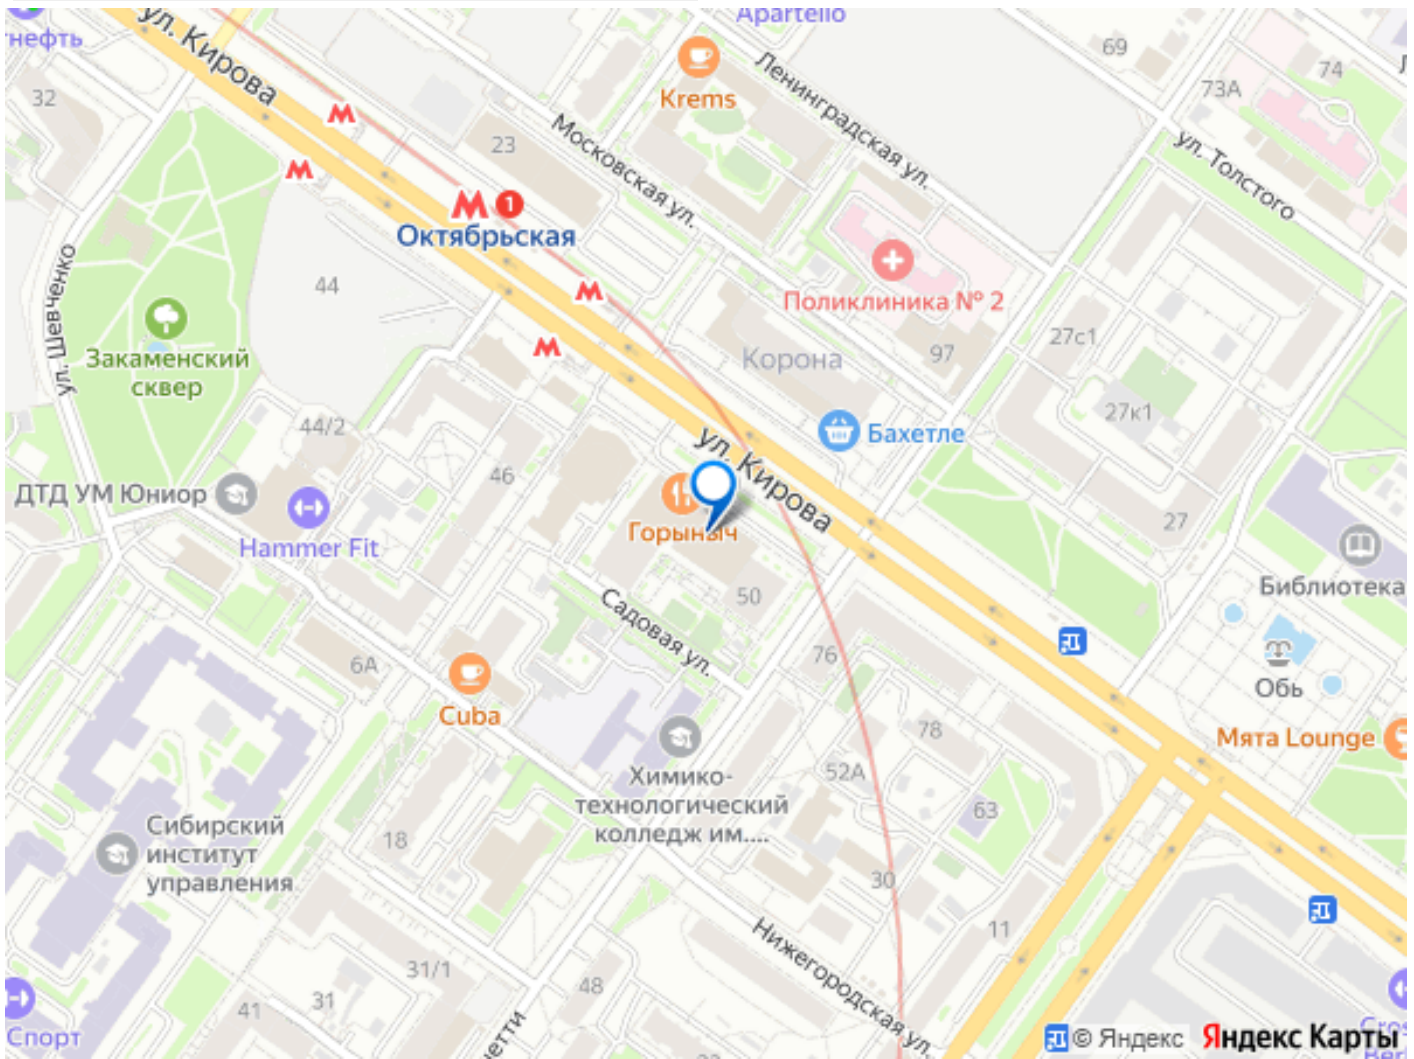 Apartello
нефть
ул. Кирова
69
74
73А
Ленинградская ул.
Krems
32
Московская ул.
23
ул. Толстого
1
Октябрьская
ул. Шевченко
44
Поликлиника № 2
27с1
Закаменский
сквер
Корона
97
27к1
44/2
Бахетле
ул. Кирова
46
ДТД УМ Юниор
27
Горыныч
Hammer Fit
Библиотека
50
Садовая ул.
76
6А
Обь
Cuba
78
Мята Lounge
Химико-
технологический
колледж им....
52А
63
Сибирский
институт
управления
18
30
11
Нижегородская ул.
31/1
48
31
41
Спорт
етти
© Яндекс
Яндекс Карты